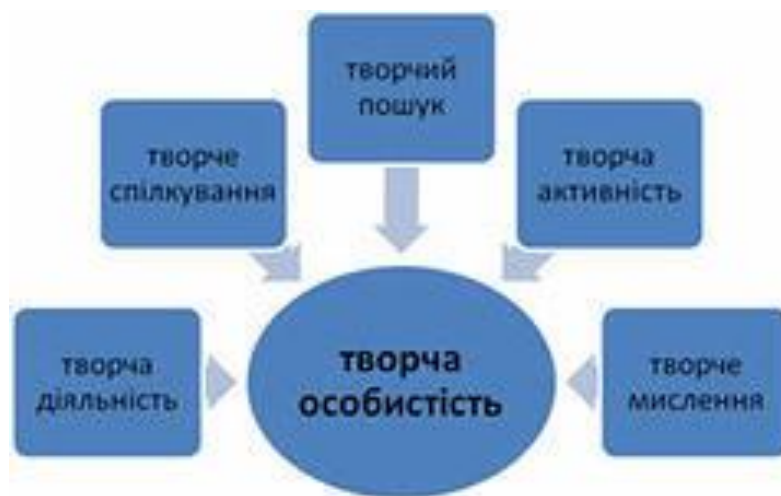 творчий
пошук
творче
спілкування
творча
активність
творча
діяльність
творча
особистість
творче
мислення